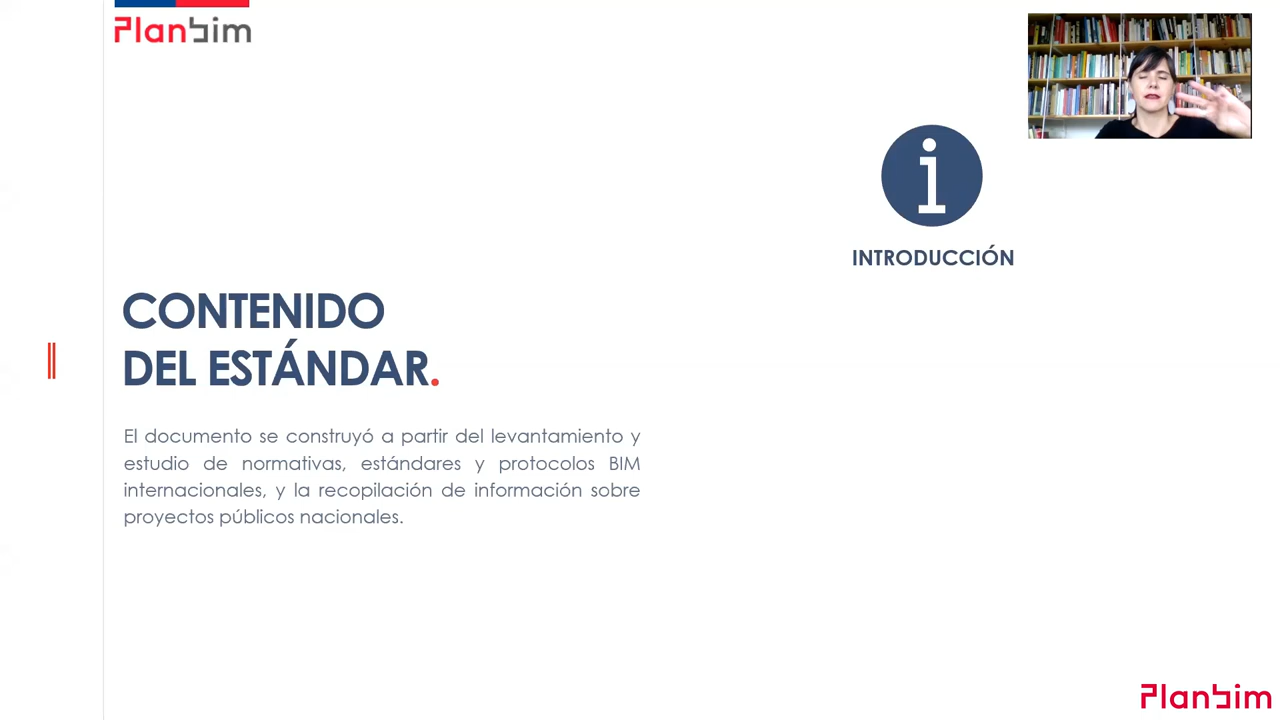 Planbim
INTRODUCCIÓN
CONTENIDO
DEL ESTÁNDAR.
El documento se construyó a partir del levantamiento y
estudio de normativas, estándares y protocolos BIM
internacionales, y la recopilación de información sobre
proyectos públicos nacionales.
Planbim